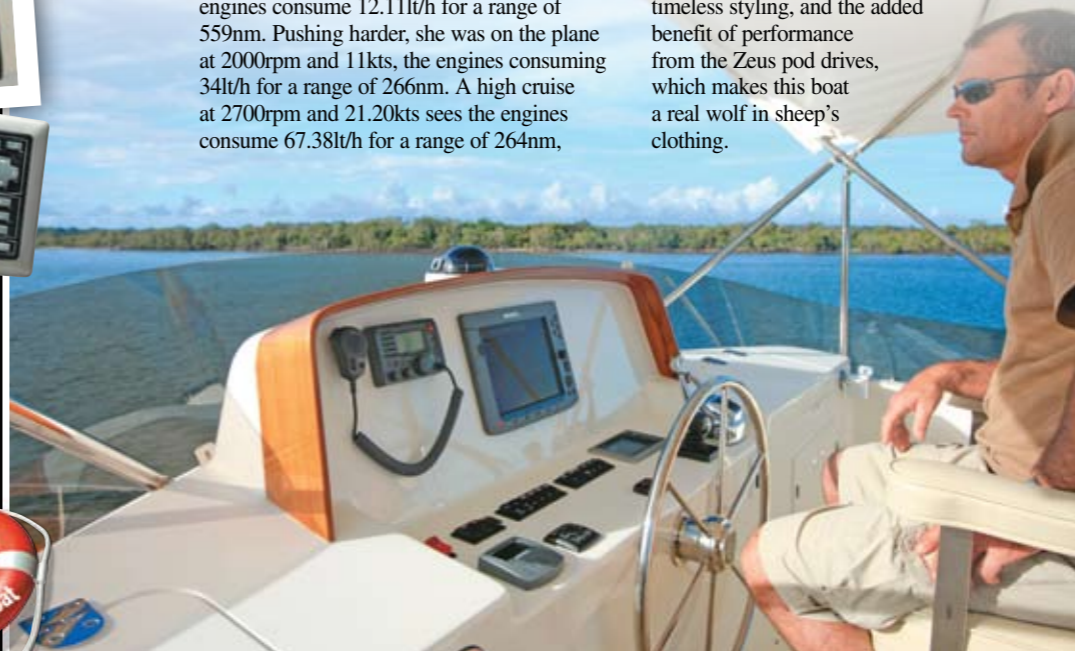 engines consume 12.11lt/h for a range of
559nm. Pushing harder, she was on the plane
at 2000rpm and 11kts, the engines consuming
34lt/h for a range of 266nm. A high cruise
at 2700rpm and 21.20kts sees the engines
consume 67.38lt/h for a range of 264nm,
timeless styling, and the added
benefit of performance
from the Zeus pod drives,
which makes this boat
a real wolf in sheep's
clothing.